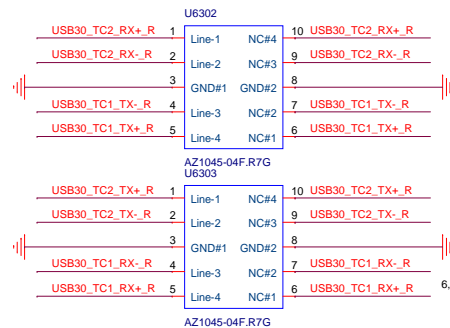 U6302
USB30_TC2_RX+_R 1 Line-1 NC#4 10 USB30_TC2_RX+_R
USB30_TC2_RX-_R 2 Line-2 NC#3 9 USB30_TC2_RX-_R
3 GND#1 GND#2 8
USB30_TC1_TX-_R 4 Line-3 NC#2 7 USB30_TC1_TX-_R
USB30_TC1_TX+_R 5 Line-4 NC#1 6 USB30_TC1_TX+_R
AZ1045-04F.R7G
U6303
USB30_TC2_TX+_R 1 Line-1 NC#4 10 USB30_TC2_TX+_R
USB30_TC2_TX-_R 2 Line-2 NC#3 9 USB30_TC2_TX-_R
3 GND#1 GND#2 8
USB30_TC1_RX-_R 4 Line-3 NC#2 7 USB30_TC1_RX-_R
6,
USB30_TC1_RX+_R 5 Line-4 NC#1 6 USB30_TC1_RX+_R
AZ1045-04F.R7G